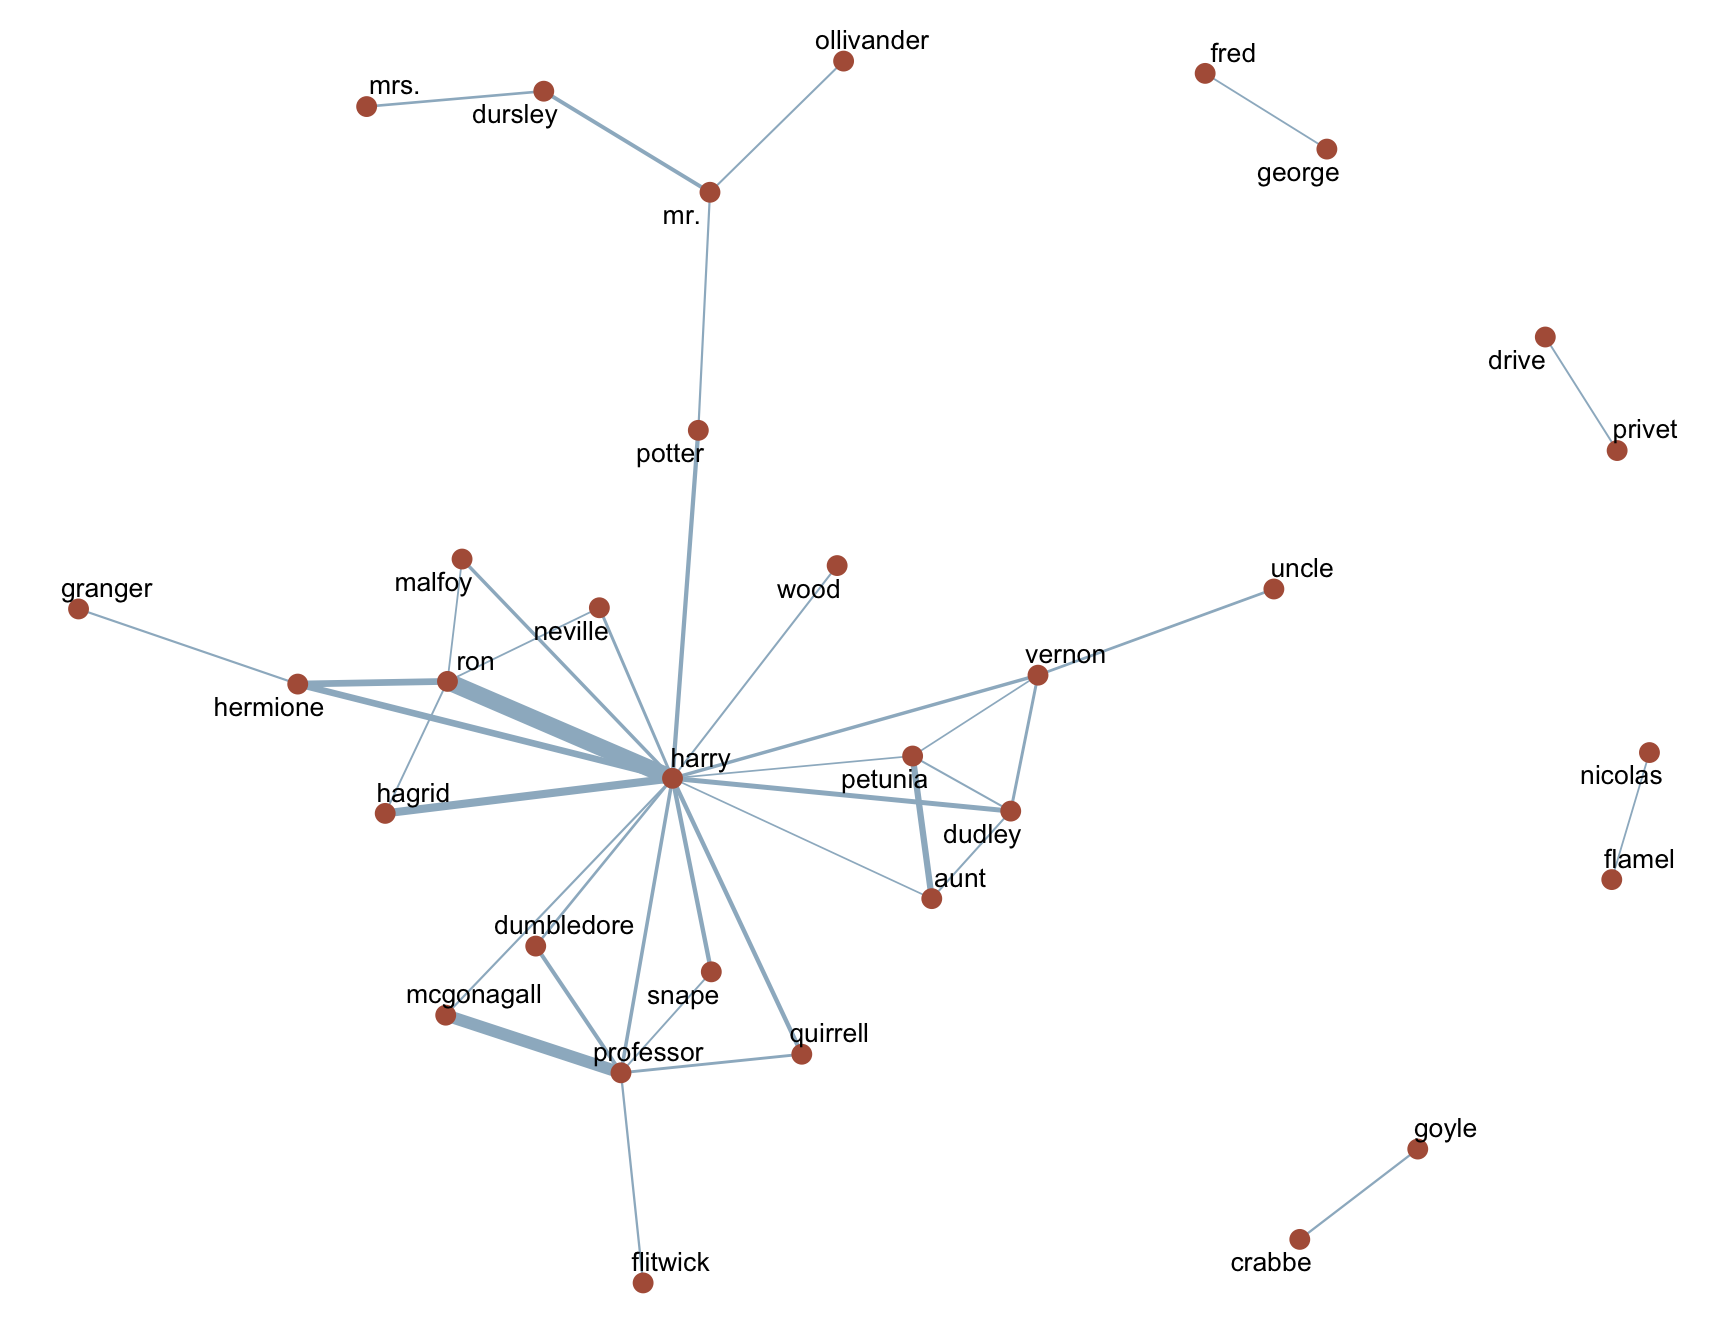 ollivander
fred
mrs.
dursley
george
mr.
drive
privet
potter
uncle
malfoy
wood
granger
neville
vernon
ron
hermione
harry
nicolas
petunia
hagrid
dudley
flamel
aunt
dumbledore
mcgonagall
snape
quirrell
professor
goyle
flitwick
crabbe